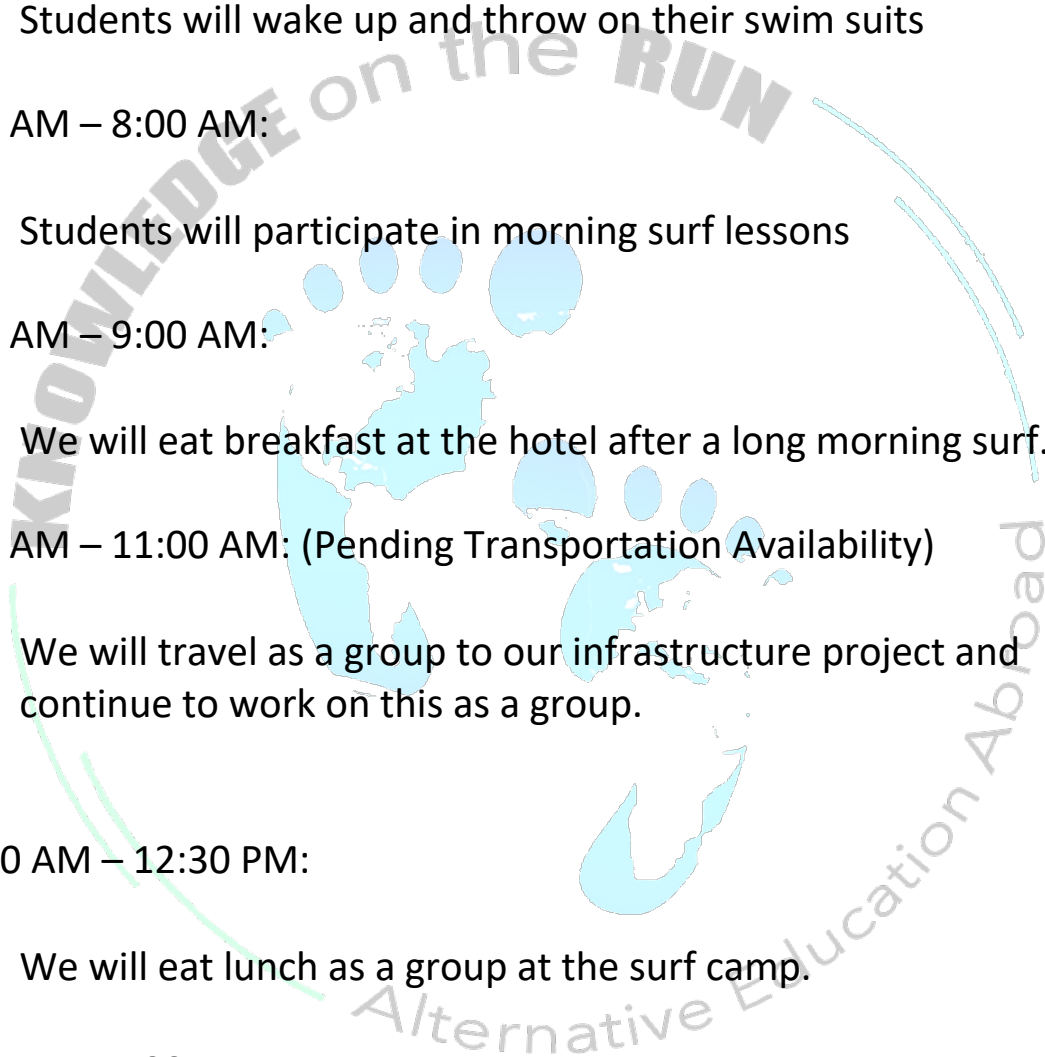 Students will wake up and throw on their swim suits
AM – 8:00 AM:
Students will participate in morning surf lessons
AM – 9:00 AM:
We will eat breakfast at the hotel after a long morning surf.
AM – 11:00 AM: (Pending Transportation Availability)
We will travel as a group to our infrastructure project and
continue to work on this as a group.
0 AM – 12:30 PM:
We will eat lunch as a group at the surf camp.
KNOWLEDGE on the RUN
Alternative Education Abroad